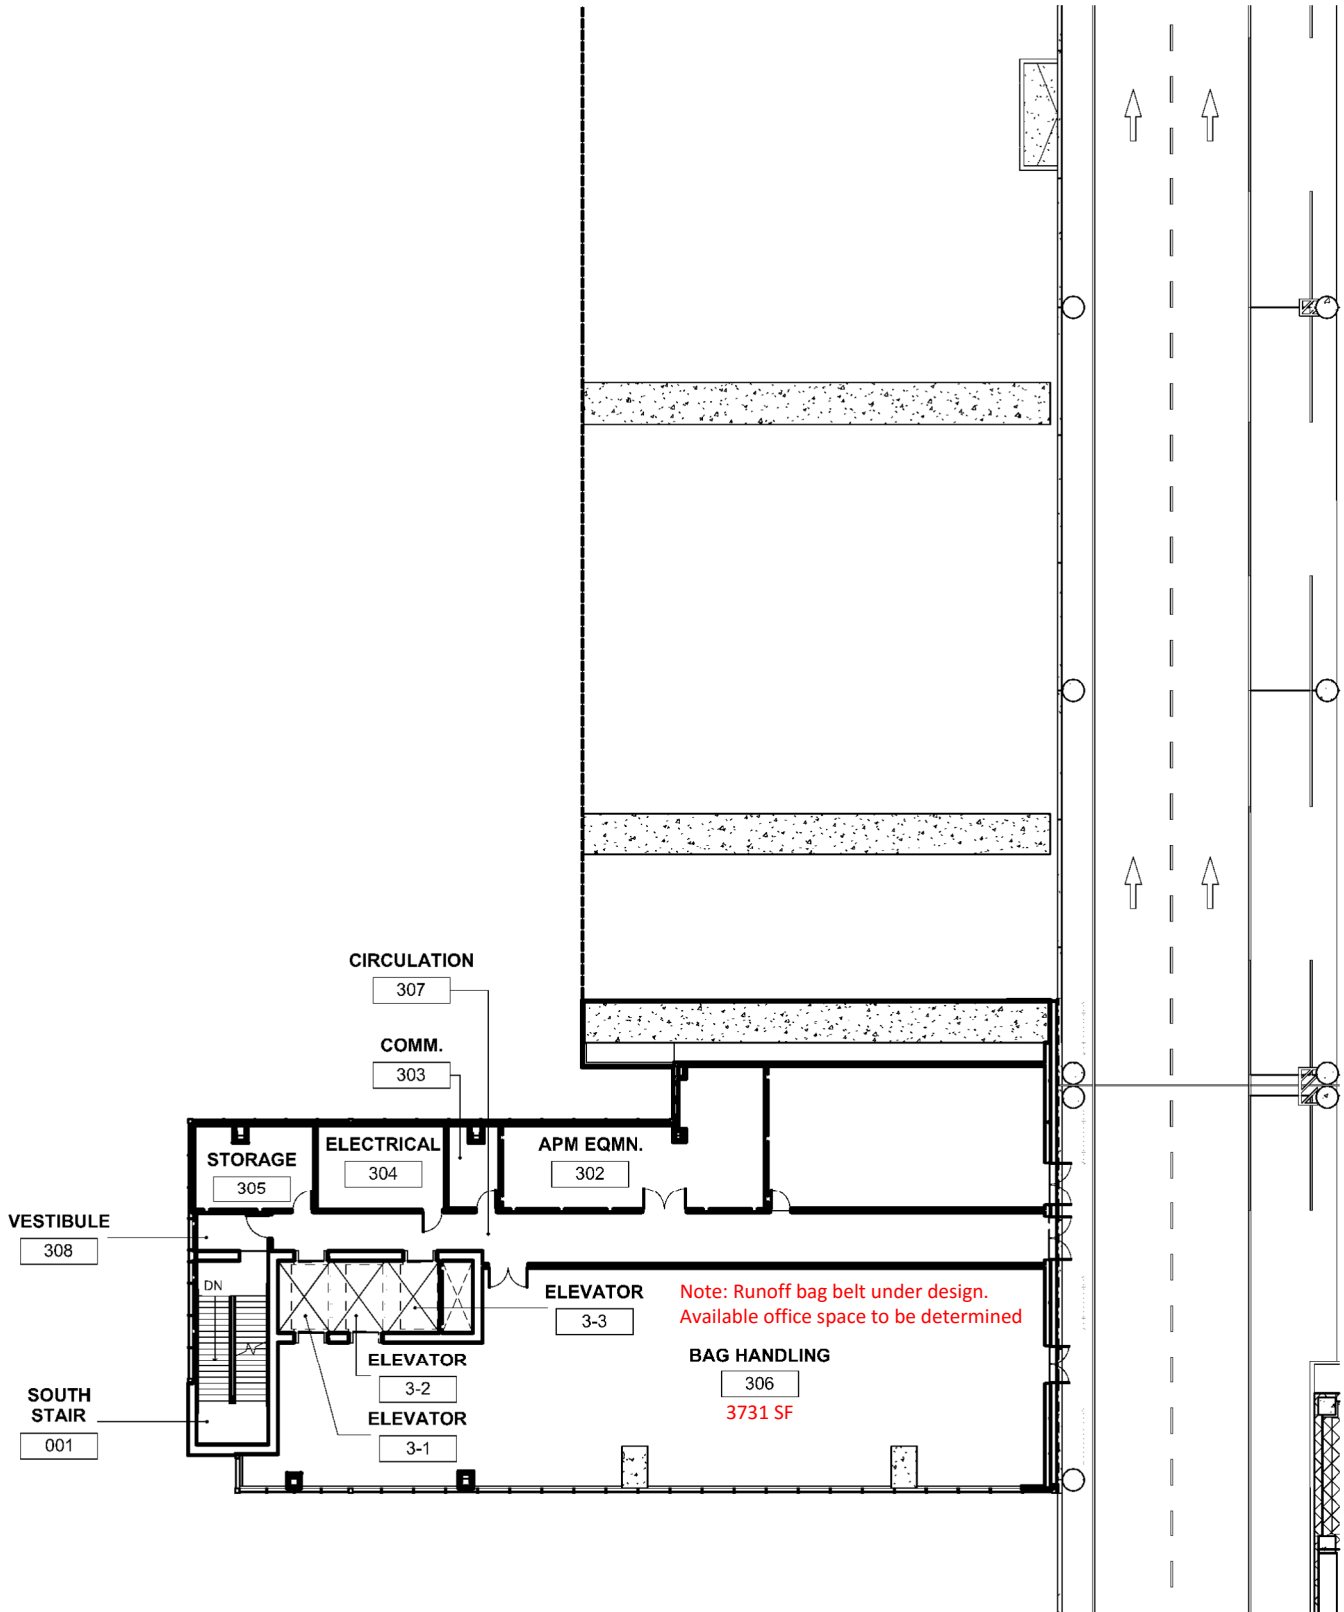 CIRCULATION
307
COMM.
303
STORAGE
305
ELECTRICAL
304
APM EQMN.
302
VESTIBULE
308
DN
ELEVATOR
3-3
Note: Runoff bag belt under design.
Available office space to be determined
BAG HANDLING
306
3731 SF
ELEVATOR
3-2
ELEVATOR
3-1
SOUTH
STAIR
001